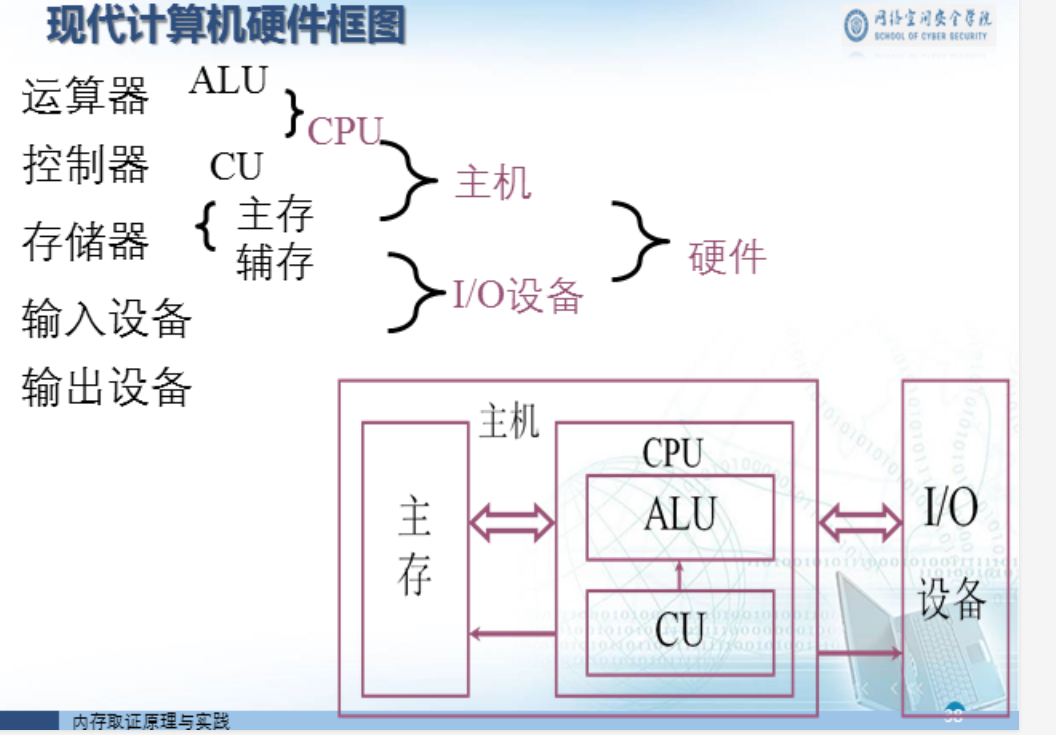 现代计算机硬件框图
网络空间安全学院
SCHOOL OF CYBER SECURITY
运算器 ALU
CPU
控制器 CU
主机
存储器 主存
辅存
硬件
I/O设备
输入设备
输出设备
主机
CPU
主存
ALU
CU
I/O
设备
内存取证原理与实践
38